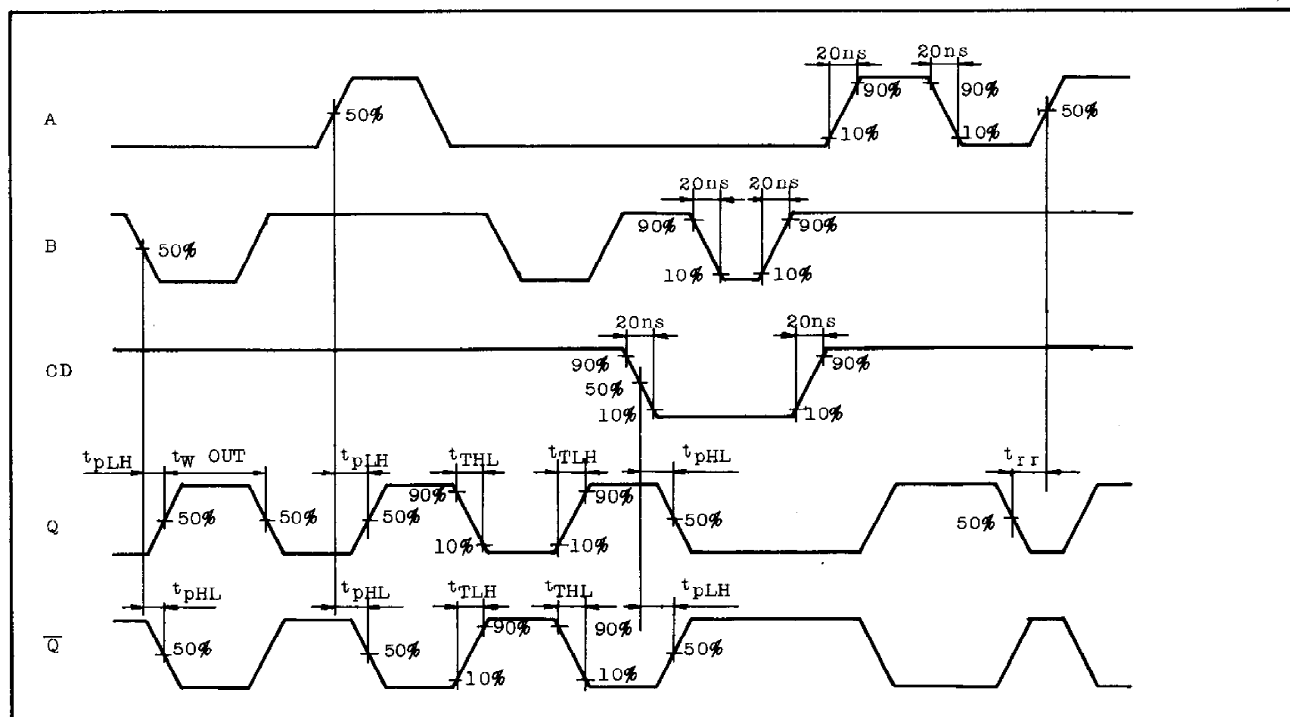 20ns 20ns
A 50% 90% 90% 50%
10% 10%
20ns 20ns
B 50% 90% 90%
10% 10%
20ns 20ns
CD 90% 90%
50%
10% 10%
tpLH tW OUT tpLH tTHL tTLH tpHL trr
90% 90%
Q 50% 50% 50% 50% 50%
10% 10%
tpHL tpHL tTLH tTHL tpLH
90% 90%
Q̅ 50% 50% 50%
10% 10%